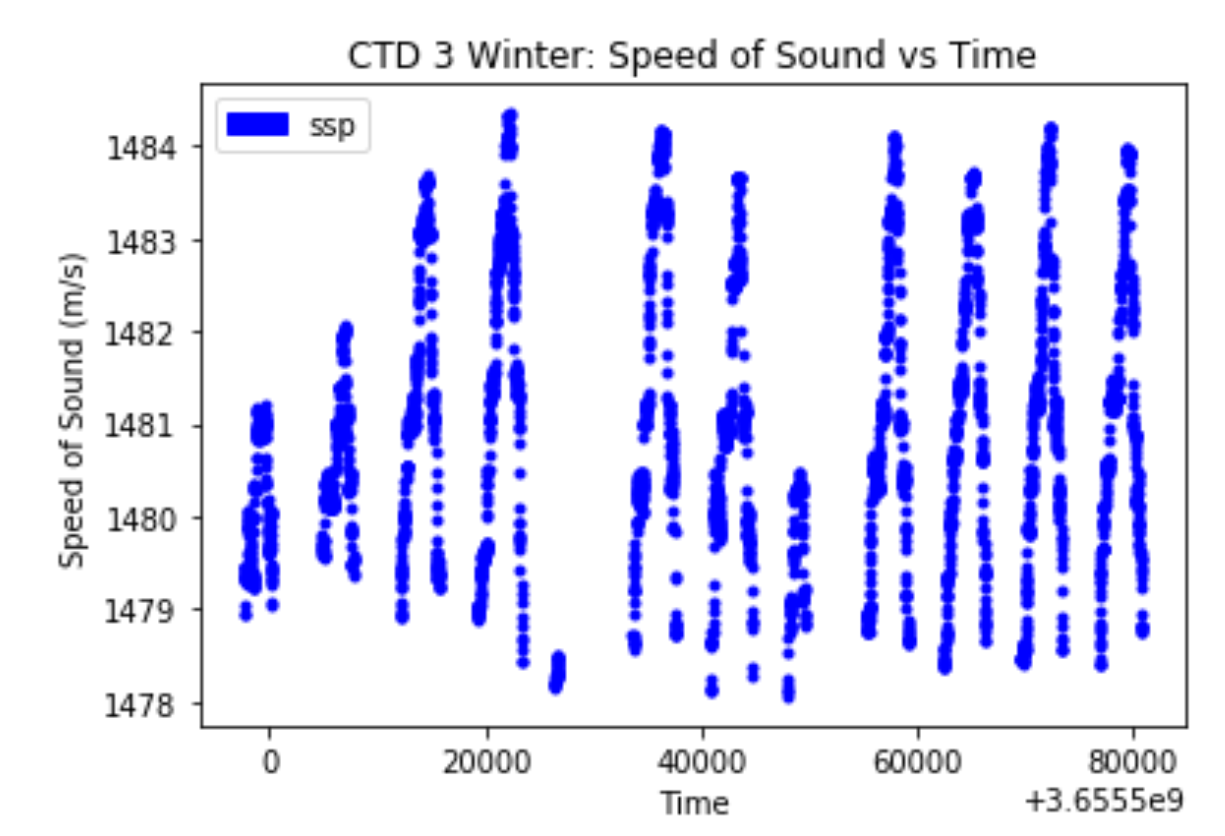 CTD 3 Winter: Speed of Sound vs Time
ssp
Speed of Sound (m/s)
1484
1483
1482
1481
1480
1479
1478
0 20000 40000 60000 80000
Time
+3.6555e9